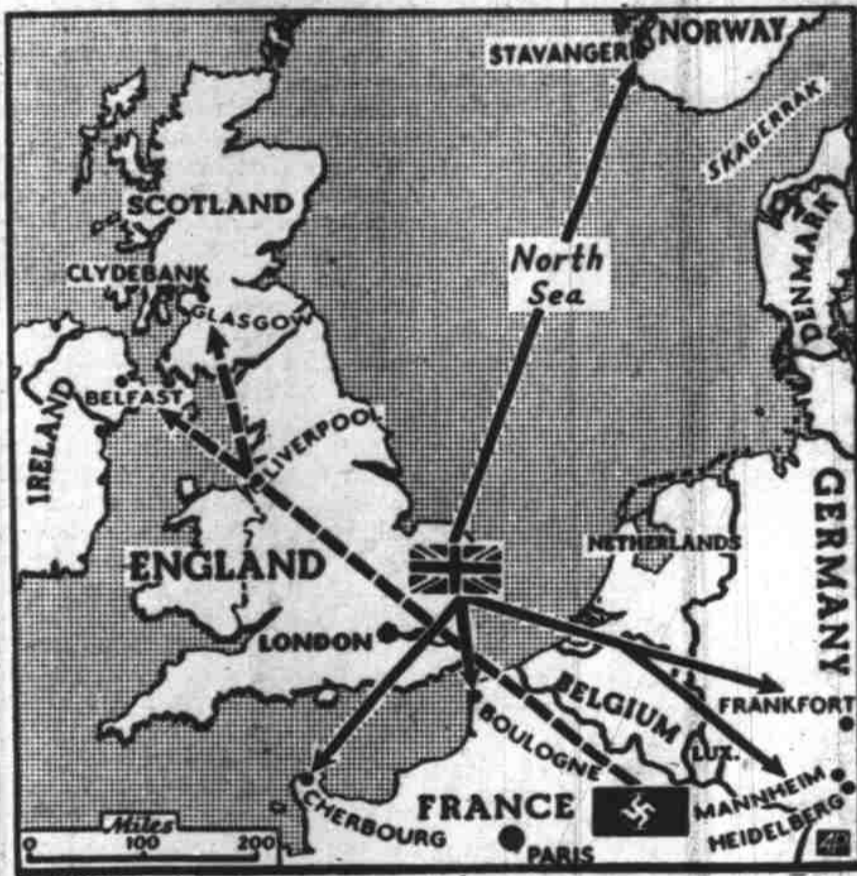 NORWAY
STAVANGER
SKAGERRAK
SCOTLAND
CLYDEBANK
GLASGOW
North
Sea
DENMARK
BELFAST
IRELAND
LIVERPOOL
GERMANY
NETHERLANDS
ENGLAND
LONDON
BELGIUM
FRANKFORT
BOULOGNE
LUX.
MANNHEIM
HEIDELBERG
CHERBOURG
FRANCE
PARIS
Miles
0 100 200